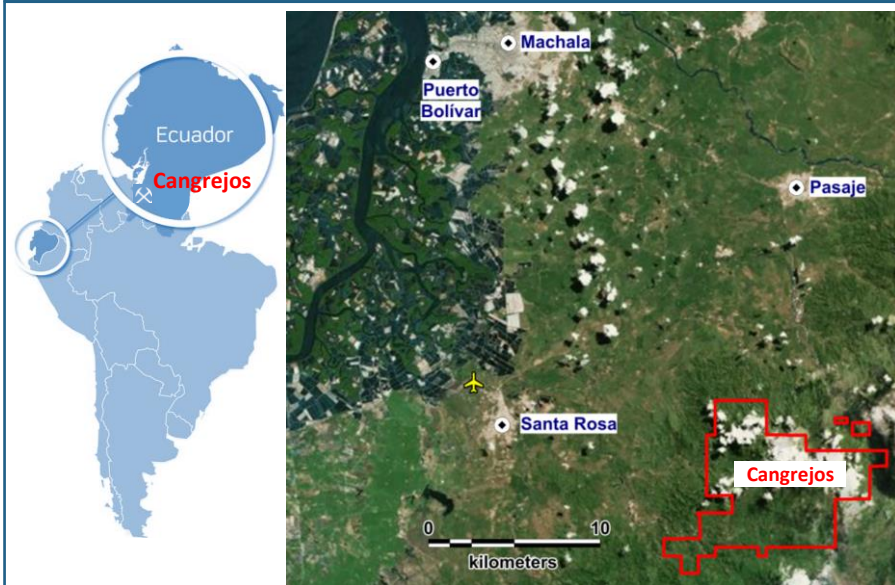 Ecuador
Cangrejos
Machala
Puerto
Bolívar
Pasaje
Santa Rosa
Cangrejos
0 10
kilometers